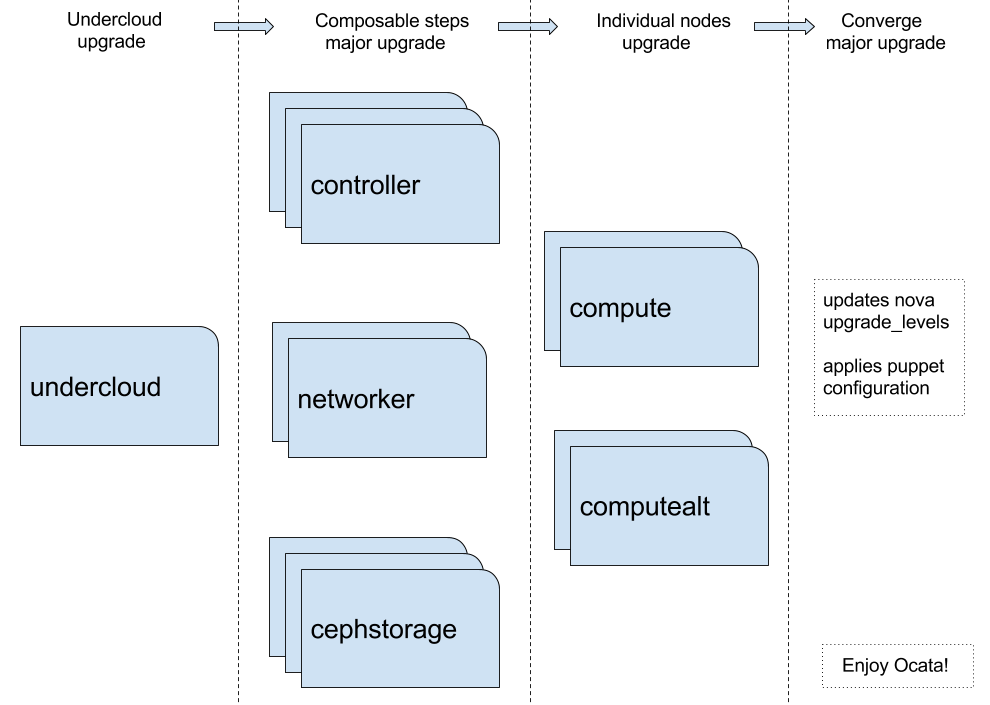 Undercloud
upgrade
Composable steps
major upgrade
Individual nodes
upgrade
Converge
major upgrade
undercloud
controller
networker
cephstorage
compute
computealt
updates nova
upgrade_levels
applies puppet
configuration
Enjoy Ocata!